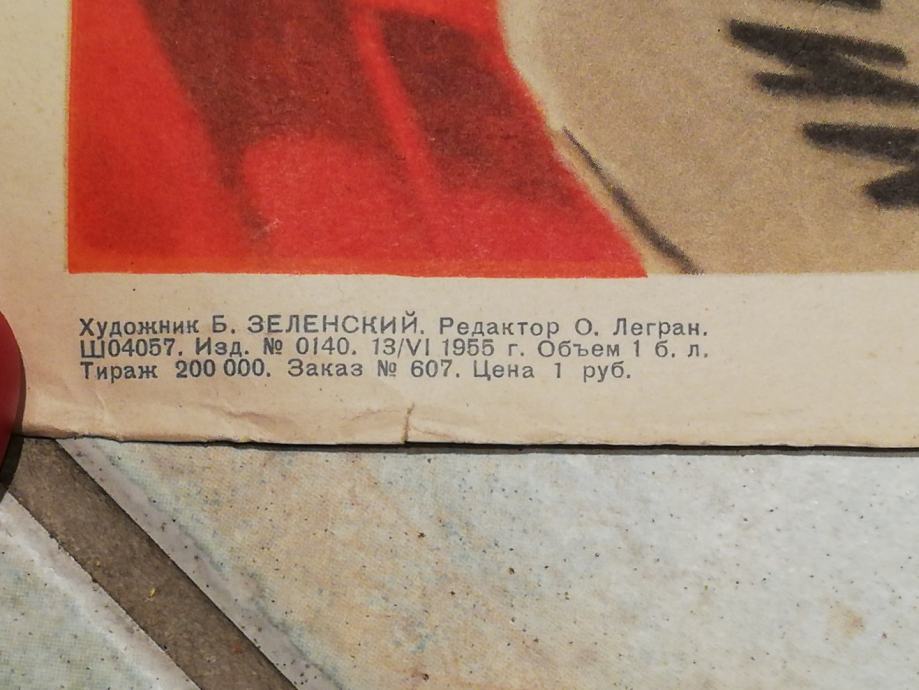 Художник Б. ЗЕЛЕНСКИЙ. Редактор О. Легран.
Ш04057. Изд. № 0140. 13/VI 1955 г. Объем 1 б. л.
Тираж 200 000. Заказ № 607. Цена 1 руб.